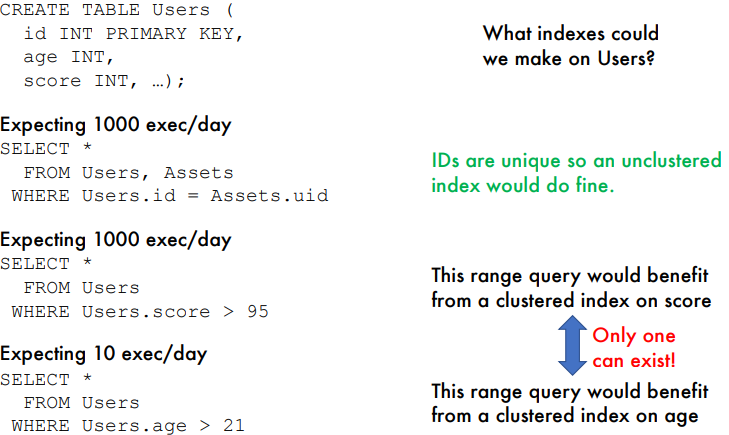 CREATE TABLE Users (
id INT PRIMARY KEY,
age INT,
score INT, …);
What indexes could
we make on Users?
Expecting 1000 exec/day
SELECT *
FROM Users, Assets
WHERE Users.id = Assets.uid
IDs are unique so an unclustered
index would do fine.
Expecting 1000 exec/day
SELECT *
FROM Users
WHERE Users.score > 95
This range query would benefit
from a clustered index on score
Only one
can exist!
Expecting 10 exec/day
SELECT *
FROM Users
WHERE Users.age > 21
This range query would benefit
from a clustered index on age